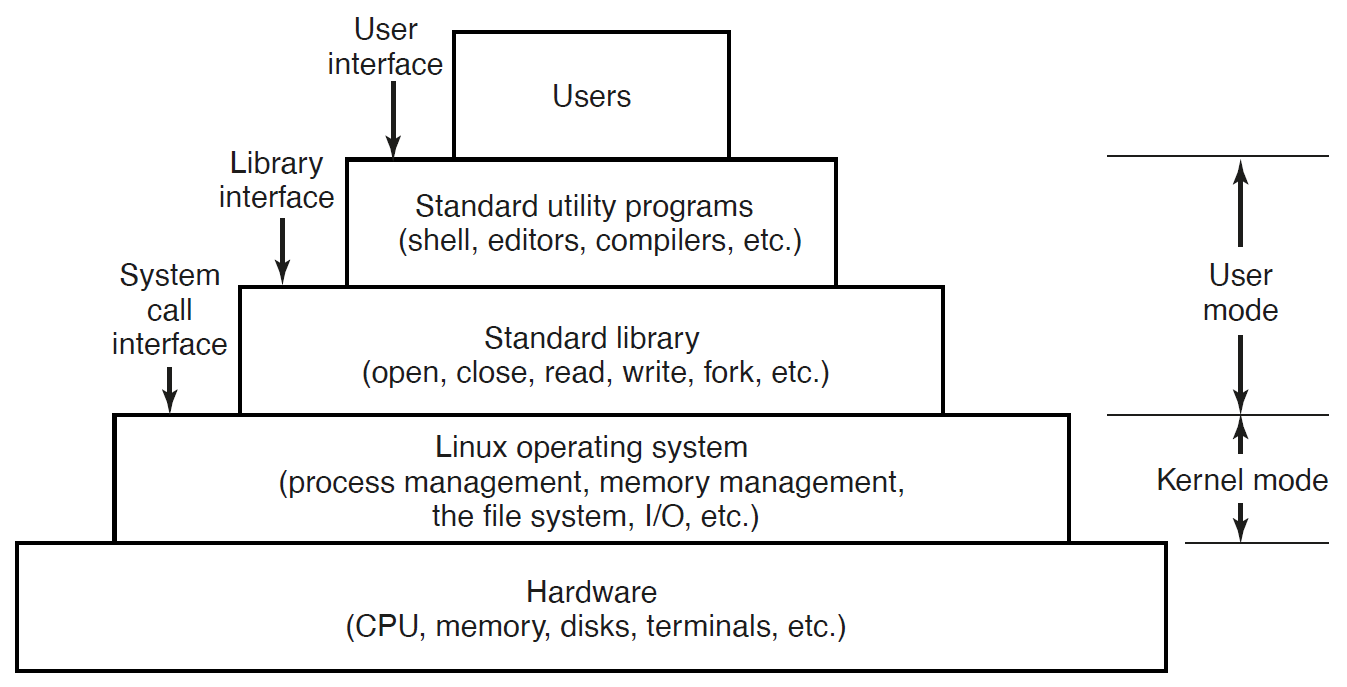 User
interface
Users
Library
interface
Standard utility programs
(shell, editors, compilers, etc.)
System
call
interface
User
mode
Standard library
(open, close, read, write, fork, etc.)
Linux operating system
(process management, memory management,
the file system, I/O, etc.)
Kernel mode
Hardware
(CPU, memory, disks, terminals, etc.)